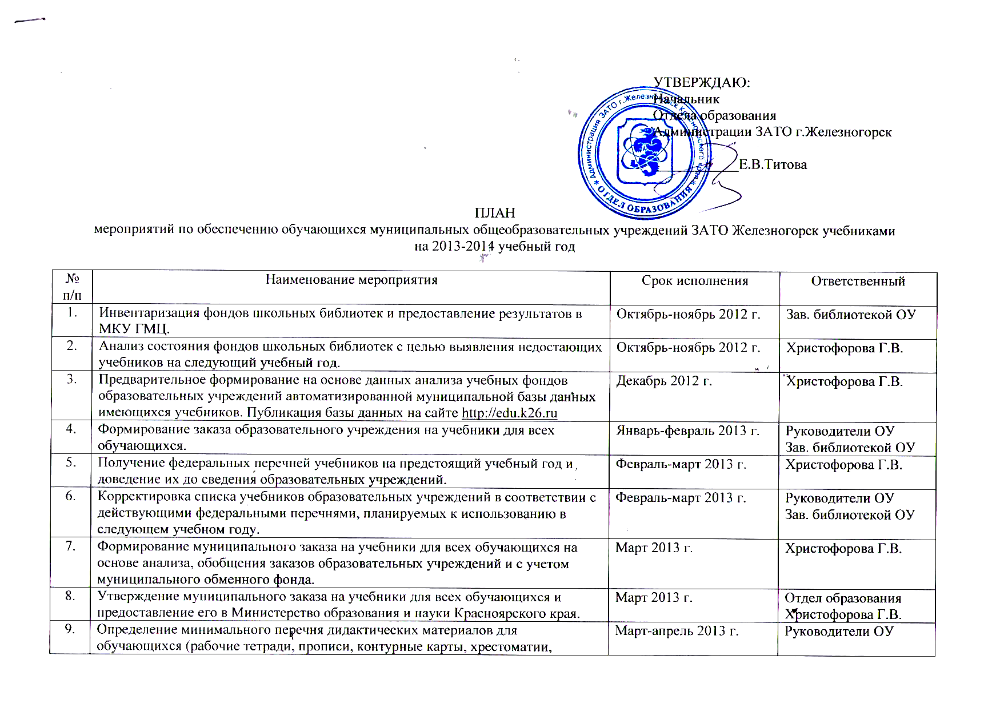 УТВЕРЖДАЮ:
Начальник
Отдела образования
Администрации ЗАТО г.Железногорск
Е.В.Титова
Администрация ЗАТО г.Железногорск Красноярского края
* ОТДЕЛ ОБРАЗОВАНИЯ *
ПЛАН
мероприятий по обеспечению обучающихся муниципальных общеобразовательных учреждений ЗАТО Железногорск учебниками
на 2013-2014 учебный год
№ п/п
Наименование мероприятия
Срок исполнения
Ответственный
1.
Инвентаризация фондов школьных библиотек и предоставление результатов в
МКУ ГМЦ.
Октябрь-ноябрь 2012 г.
Зав. библиотекой ОУ
2.
Анализ состояния фондов школьных библиотек с целью выявления недостающих
учебников на следующий учебный год.
Октябрь-ноябрь 2012 г.
Христофорова Г.В.
3.
Предварительное формирование на основе данных анализа учебных фондов
образовательных учреждений автоматизированной муниципальной базы данных
имеющихся учебников. Публикация базы данных на сайте http://edu.k26.ru
Декабрь 2012 г.
Христофорова Г.В.
4.
Формирование заказа образовательного учреждения на учебники для всех
обучающихся.
Январь-февраль 2013 г.
Руководители ОУ
Зав. библиотекой ОУ
5.
Получение федеральных перечней учебников на предстоящий учебный год и
доведение их до сведения образовательных учреждений.
Февраль-март 2013 г.
Христофорова Г.В.
6.
Корректировка списка учебников образовательных учреждений в соответствии с
действующими федеральными перечнями, планируемых к использованию в
следующем учебном году.
Февраль-март 2013 г.
Руководители ОУ
Зав. библиотекой ОУ
7.
Формирование муниципального заказа на учебники для всех обучающихся на
основе анализа, обобщения заказов образовательных учреждений и с учетом
муниципального обменного фонда.
Март 2013 г.
Христофорова Г.В.
8.
Утверждение муниципального заказа на учебники для всех обучающихся и
предоставление его в Министерство образования и науки Красноярского края.
Март 2013 г.
Отдел образования
Христофорова Г.В.
9.
Определение минимального перечня дидактических материалов для
обучающихся (рабочие тетради, прописи, контурные карты, хрестоматии,
Март-апрель 2013 г.
Руководители ОУ